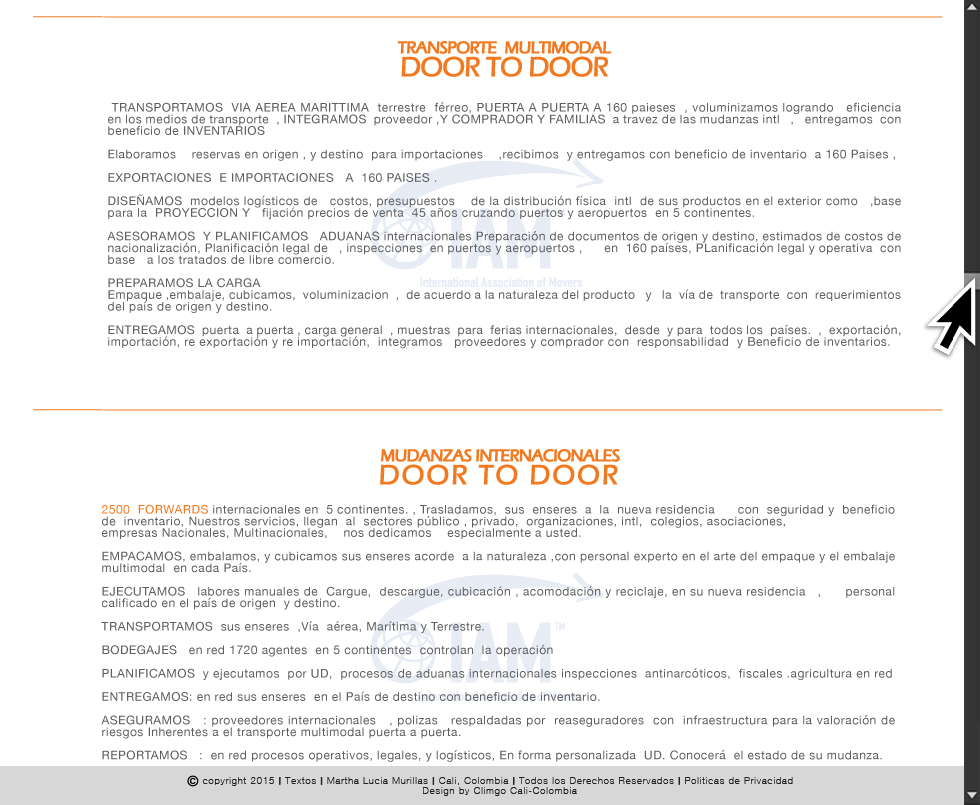 TRANSPORTE MULTIMODAL
DOOR TO DOOR
TRANSPORTAMOS VIA AEREA MARITTIMA terrestre férreo, PUERTA A PUERTA A 160 paieses , voluminizamos logrando eficiencia
en los medios de transporte , INTEGRAMOS proveedor ,Y COMPRADOR Y FAMILIAS a travez de las mudanzas intl , entregamos con
beneficio de INVENTARIOS
Elaboramos reservas en origen , y destino para importaciones ,recibimos y entregamos con beneficio de inventario a 160 Paises ,
EXPORTACIONES E IMPORTACIONES A 160 PAISES .
DISEÑAMOS modelos logísticos de costos, presupuestos de la distribución física intl de sus productos en el exterior como ,base
para la PROYECCION Y fijación precios de venta 45 años cruzando puertos y aeropuertos en 5 continentes.
ASESORAMOS Y PLANIFICAMOS ADUANAS internacionales Preparación de documentos de origen y destino, estimados de costos de
nacionalización, Planificación legal de , inspecciones en puertos y aeropuertos , en 160 países, PLanificación legal y operativa con
base a los tratados de libre comercio.
IAM
International Association of Movers
PREPARAMOS LA CARGA
Empaque ,embalaje, cubicamos, voluminizacion , de acuerdo a la naturaleza del producto y la vía de transporte con requerimientos
del país de origen y destino.
ENTREGAMOS puerta a puerta , carga general , muestras para ferias internacionales, desde y para todos los países. , exportación,
importación, re exportación y re importación, integramos proveedores y comprador con responsabilidad y Beneficio de inventarios.
MUDANZAS INTERNACIONALES
DOOR TO DOOR
2500 FORWARDS internacionales en 5 continentes. , Trasladamos, sus enseres a la nueva residencia con seguridad y beneficio
de inventario, Nuestros servicios, llegan al sectores público , privado, organizaciones, intl, colegios, asociaciones,
empresas Nacionales, Multinacionales, nos dedicamos especialmente a usted.
EMPACAMOS, embalamos, y cubicamos sus enseres acorde a la naturaleza ,con personal experto en el arte del empaque y el embalaje
multimodal en cada País.
EJECUTAMOS labores manuales de Cargue, descargue, cubicación , acomodación y reciclaje, en su nueva residencia , personal
calificado en el país de origen y destino.
TRANSPORTAMOS sus enseres ,Vía aérea, Marítima y Terrestre.
IAM TM
BODEGAJES en red 1720 agentes en 5 continentes controlan la operación
PLANIFICAMOS y ejecutamos por UD, procesos de aduanas internacionales inspecciones antinarcóticos, fiscales .agricultura en red
ENTREGAMOS: en red sus enseres en el País de destino con beneficio de inventario.
ASEGURAMOS : proveedores internacionales , polizas respaldadas por reaseguradores con infraestructura para la valoración de
riesgos Inherentes a el transporte multimodal puerta a puerta.
REPORTAMOS : en red procesos operativos, legales, y logísticos, En forma personalizada UD. Conocerá el estado de su mudanza.
© copyright 2015 | Textos | Martha Lucia Murillas | Cali, Colombia | Todos los Derechos Reservados | Politicas de Privacidad
Design by Climgo Cali-Colombia